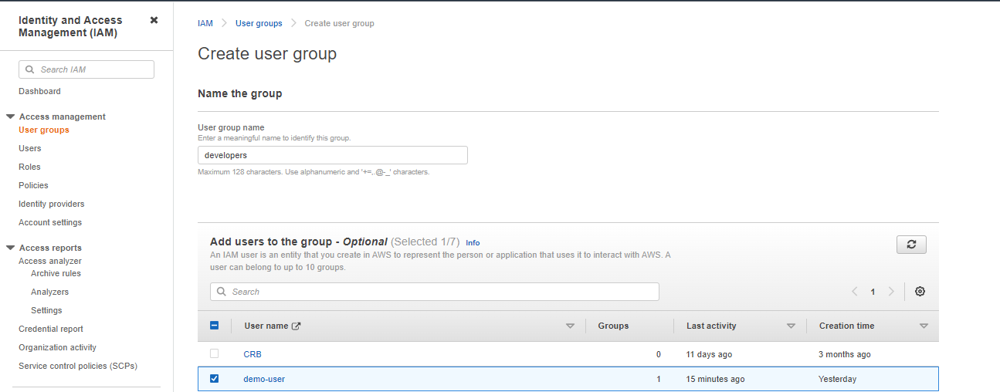 Identity and Access
Management (IAM)
Search IAM
Dashboard
Access management
User groups
Users
Roles
Policies
Identity providers
Account settings
Access reports
Access analyzer
Archive rules
Analyzers
Settings
Credential report
Organization activity
Service control policies (SCPs)
IAM > User groups > Create user group
Create user group
Name the group
User group name
Enter a meaningful name to identify this group.
developers
Maximum 128 characters. Use alphanumeric and '+=,.@-_' characters.
Add users to the group - Optional (Selected 1/7) Info
An IAM user is an entity that you create in AWS to represent the person or application that uses it to interact with AWS. A
user can belong to up to 10 groups.
Search
1
User name Groups Last activity Creation time
CRB 0 11 days ago 3 months ago
demo-user 1 15 minutes ago Yesterday